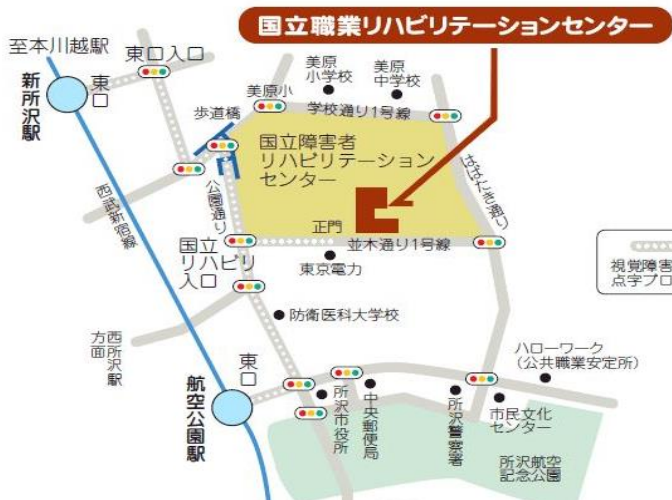 国立職業リハビリテーションセンター
至本川越駅
東口入口
新所沢駅
東口
美原小
美原
小学校
美原
中学校
学校通り1号線
歩道橋
国立障害者
リハビリテーション
センター
はばたき通り
公園通り
西武新宿線
正門
並木通り1号線
国立
リハビリ
入口
東京電力
視覚障害
点字ブロ
防衛医科大学校
西所沢駅
方面
東口
航空公園駅
ハローワーク
(公共職業安定所)
所沢市役所
中央郵便局
所沢警察署
市民文化
センター
所沢航空
記念公園